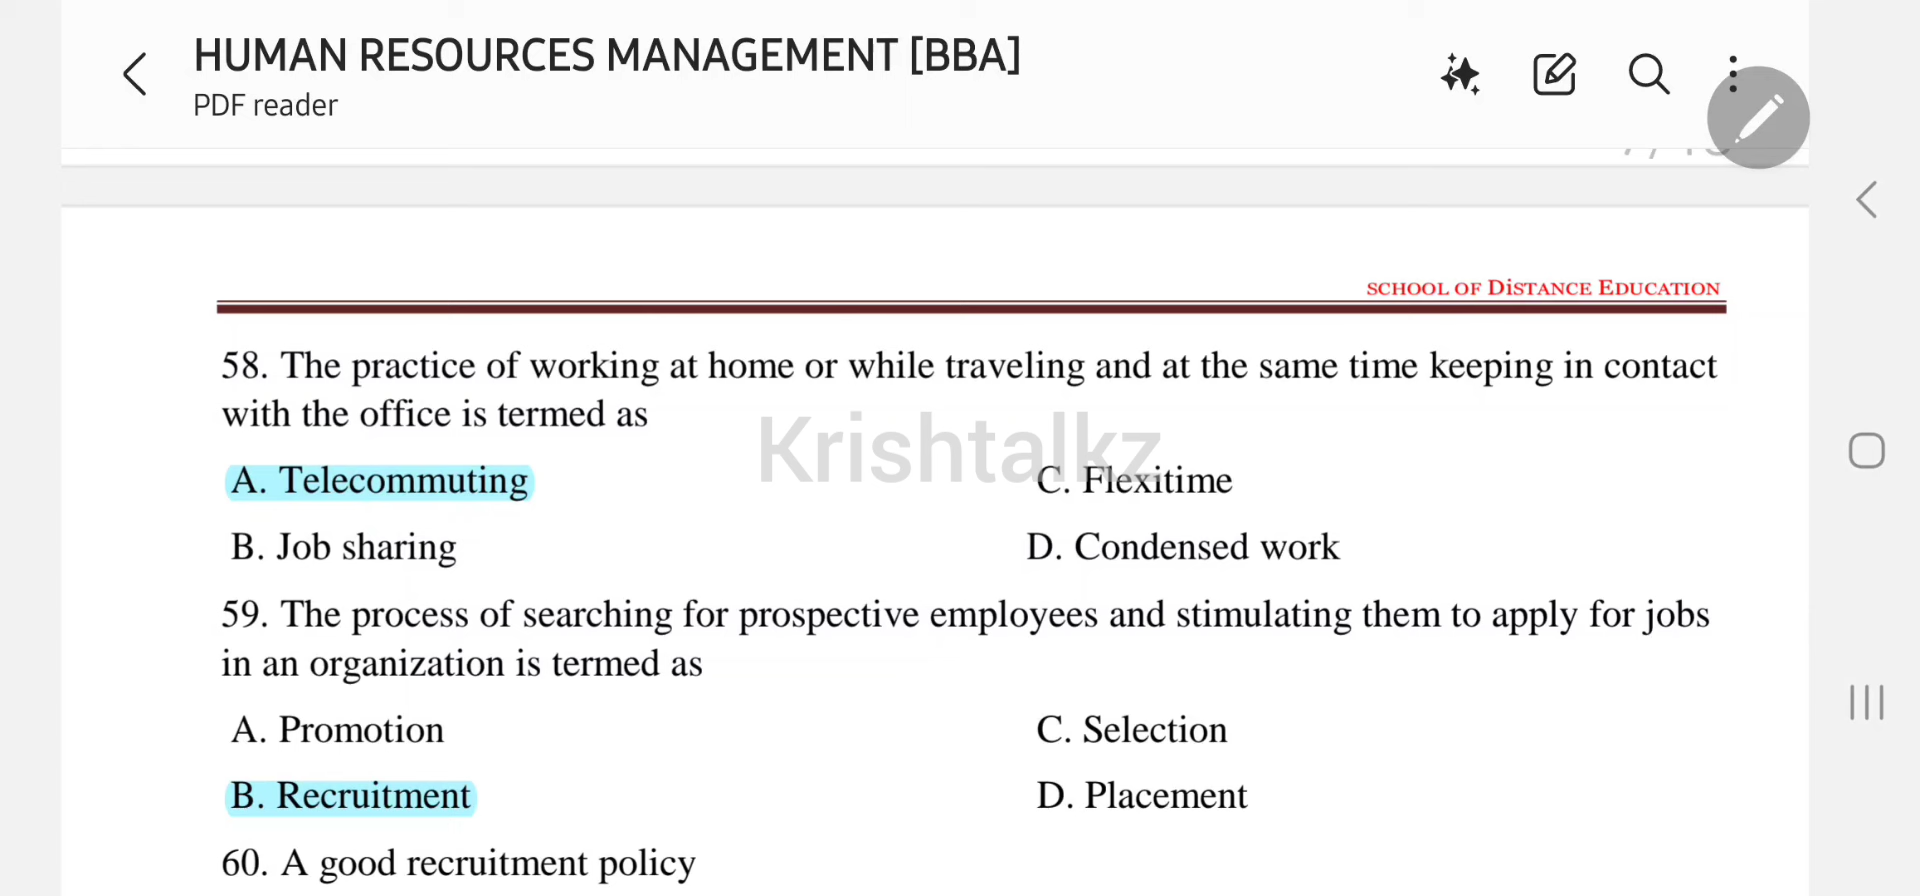 HUMAN RESOURCES MANAGEMENT [BBA]
PDF reader
SCHOOL OF DiSTANCE EDUCATION
58. The practice of working at home or while traveling and at the same time keeping in contact
with the office is termed as
Krishtalkz
A. Telecommuting C. Flexitime
B. Job sharing D. Condensed work
59. The process of searching for prospective employees and stimulating them to apply for jobs
in an organization is termed as
A. Promotion C. Selection
B. Recruitment D. Placement
60. A good recruitment policy